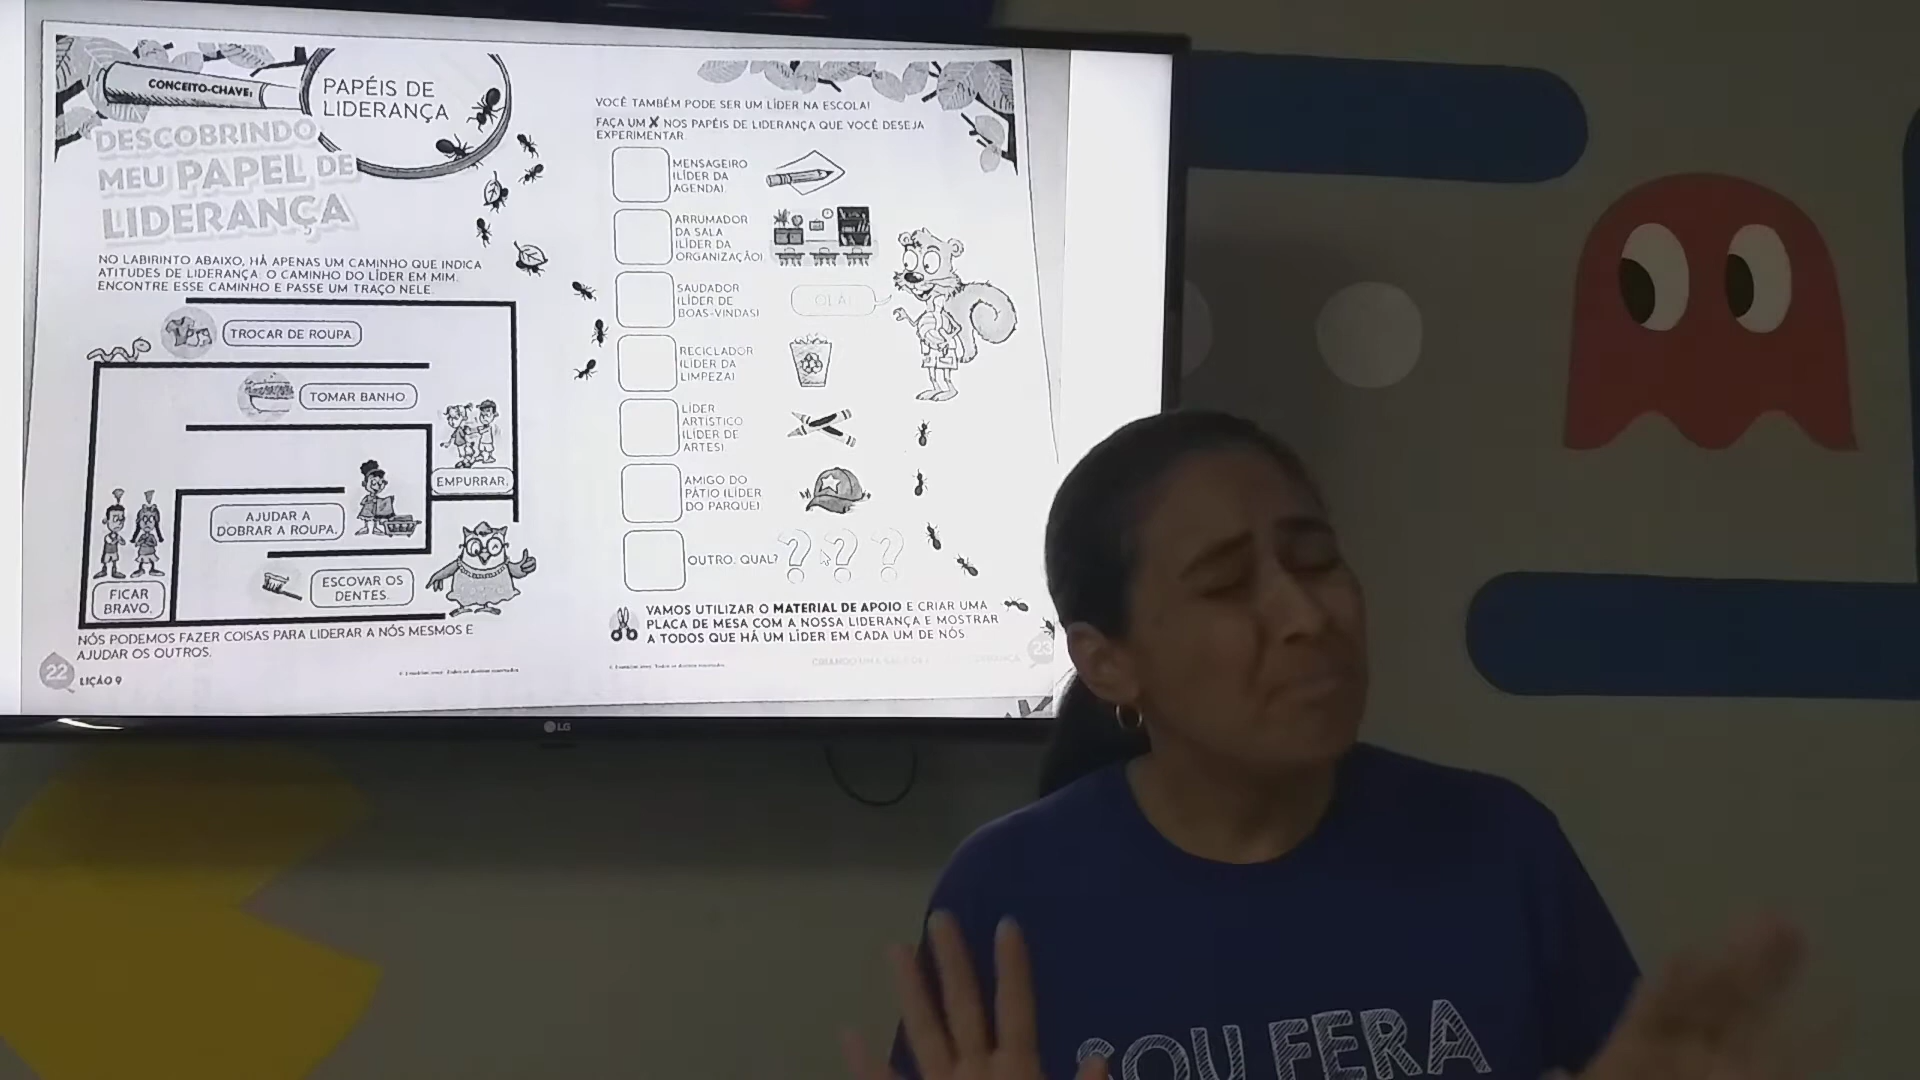 CONCEITO-CHAVE:
PAPÉIS DE
LIDERANÇA
DESCOBRINDO
MEU PAPEL DE
LIDERANÇA
NO LABIRINTO ABAIXO, HÁ APENAS UM CAMINHO QUE INDICA
ATITUDES DE LIDERANÇA: O CAMINHO DO LÍDER EM MIM.
ENCONTRE ESSE CAMINHO E PASSE UM TRAÇO NELE.
TROCAR DE ROUPA.
TOMAR BANHO.
EMPURRAR.
AJUDAR A
DOBRAR A ROUPA.
ESCOVAR OS
DENTES.
FICAR
BRAVO.
NÓS PODEMOS FAZER COISAS PARA LIDERAR A NÓS MESMOS E
AJUDAR OS OUTROS.
22
LIÇÃO 9
VOCÊ TAMBÉM PODE SER UM LÍDER NA ESCOLA!
FAÇA UM X NOS PAPÉIS DE LIDERANÇA QUE VOCÊ DESEJA
EXPERIMENTAR
MENSAGEIRO
(LÍDER DA
AGENDA).
ARRUMADOR
DA SALA
(LÍDER DA
ORGANIZAÇÃO)
SAUDADOR
(LÍDER DE
BOAS-VINDAS)
OLÁ!
RECICLADOR
(LÍDER DA
LIMPEZA)
LÍDER
ARTÍSTICO
(LÍDER DE
ARTES).
AMIGO DO
PÁTIO (LÍDER
DO PARQUE)
OUTRO. QUAL?
? ? ?
VAMOS UTILIZAR O MATERIAL DE APOIO E CRIAR UMA
PLACA DE MESA COM A NOSSA LIDERANÇA E MOSTRAR
A TODOS QUE HÁ UM LÍDER EM CADA UM DE NÓS
CRIANDO UMA
23
LG
SOU FERA